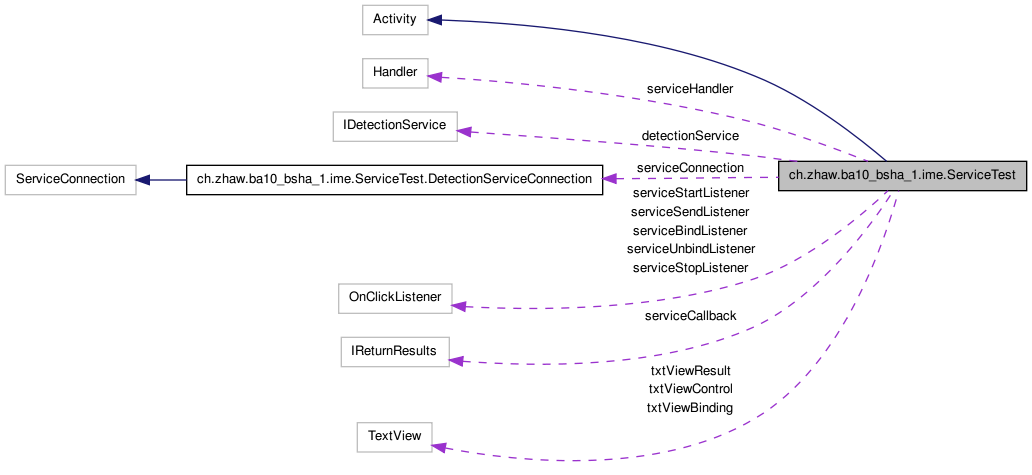 Activity
Handler
serviceHandler
IDetectionService
detectionService
ServiceConnection
ch.zhaw.ba10_bsha_1.ime.ServiceTest.DetectionServiceConnection
serviceConnection
ch.zhaw.ba10_bsha_1.ime.ServiceTest
serviceStartListener
serviceSendListener
serviceBindListener
serviceUnbindListener
serviceStopListener
OnClickListener
serviceCallback
IReturnResults
txtViewResult
txtViewControl
txtViewBinding
TextView